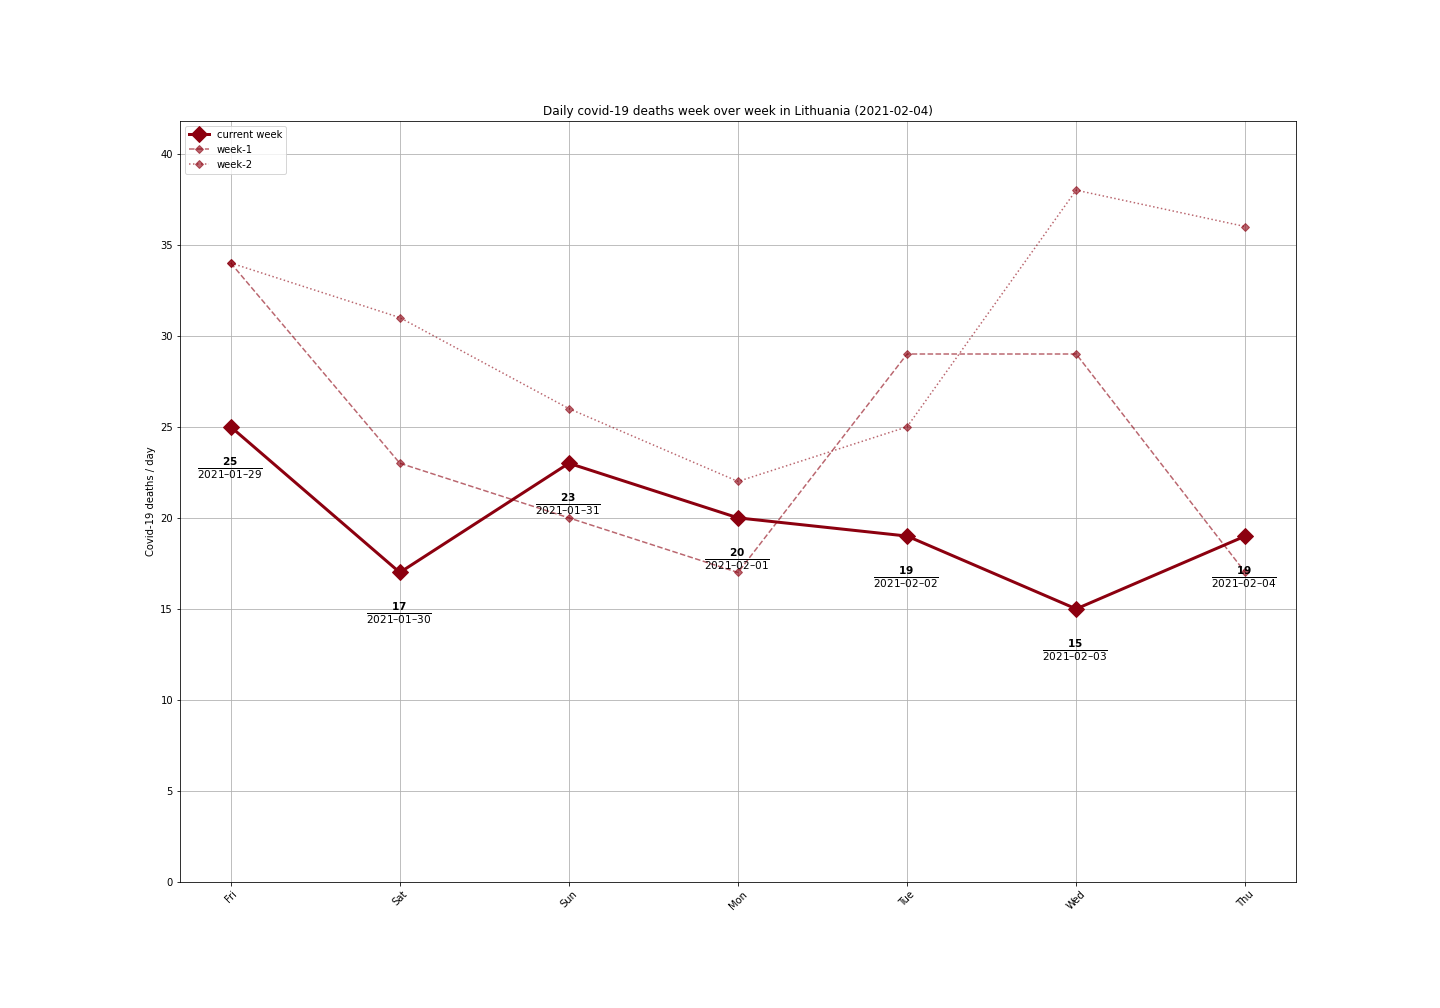 Daily covid-19 deaths week over week in Lithuania (2021-02-04)
current week
week-1
week-2
Covid-19 deaths / day
40
35
30
25
20
15
10
5
0
25
2021–01–29
17
2021–01–30
23
2021–01–31
20
2021–02–01
19
2021–02–02
15
2021–02–03
19
2021–02–04
Fri
Sat
Sun
Mon
Tue
Wed
Thu